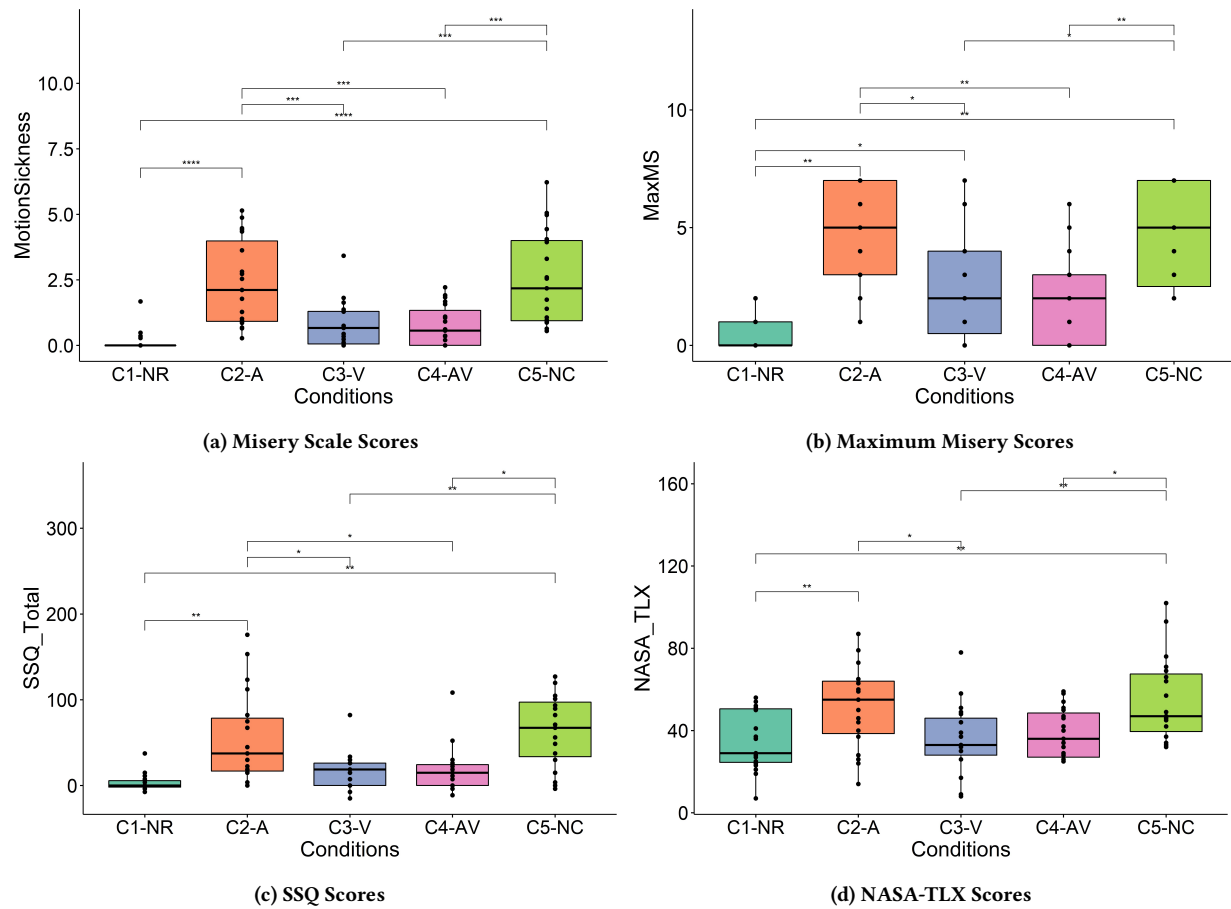 ***
***
***
***
****
****
10.0
7.5
5.0
2.5
0.0
MotionSickness
C1-NR C2-A C3-V C4-AV C5-NC
Conditions
(a) Misery Scale Scores
**
*
**
*
**
*
**
10
5
0
MaxMS
C1-NR C2-A C3-V C4-AV C5-NC
Conditions
(b) Maximum Misery Scores
*
**
*
*
**
**
300
200
100
0
SSQ_Total
C1-NR C2-A C3-V C4-AV C5-NC
Conditions
(c) SSQ Scores
*
**
*
**
**
160
120
80
40
0
NASA_TLX
C1-NR C2-A C3-V C4-AV C5-NC
Conditions
(d) NASA-TLX Scores